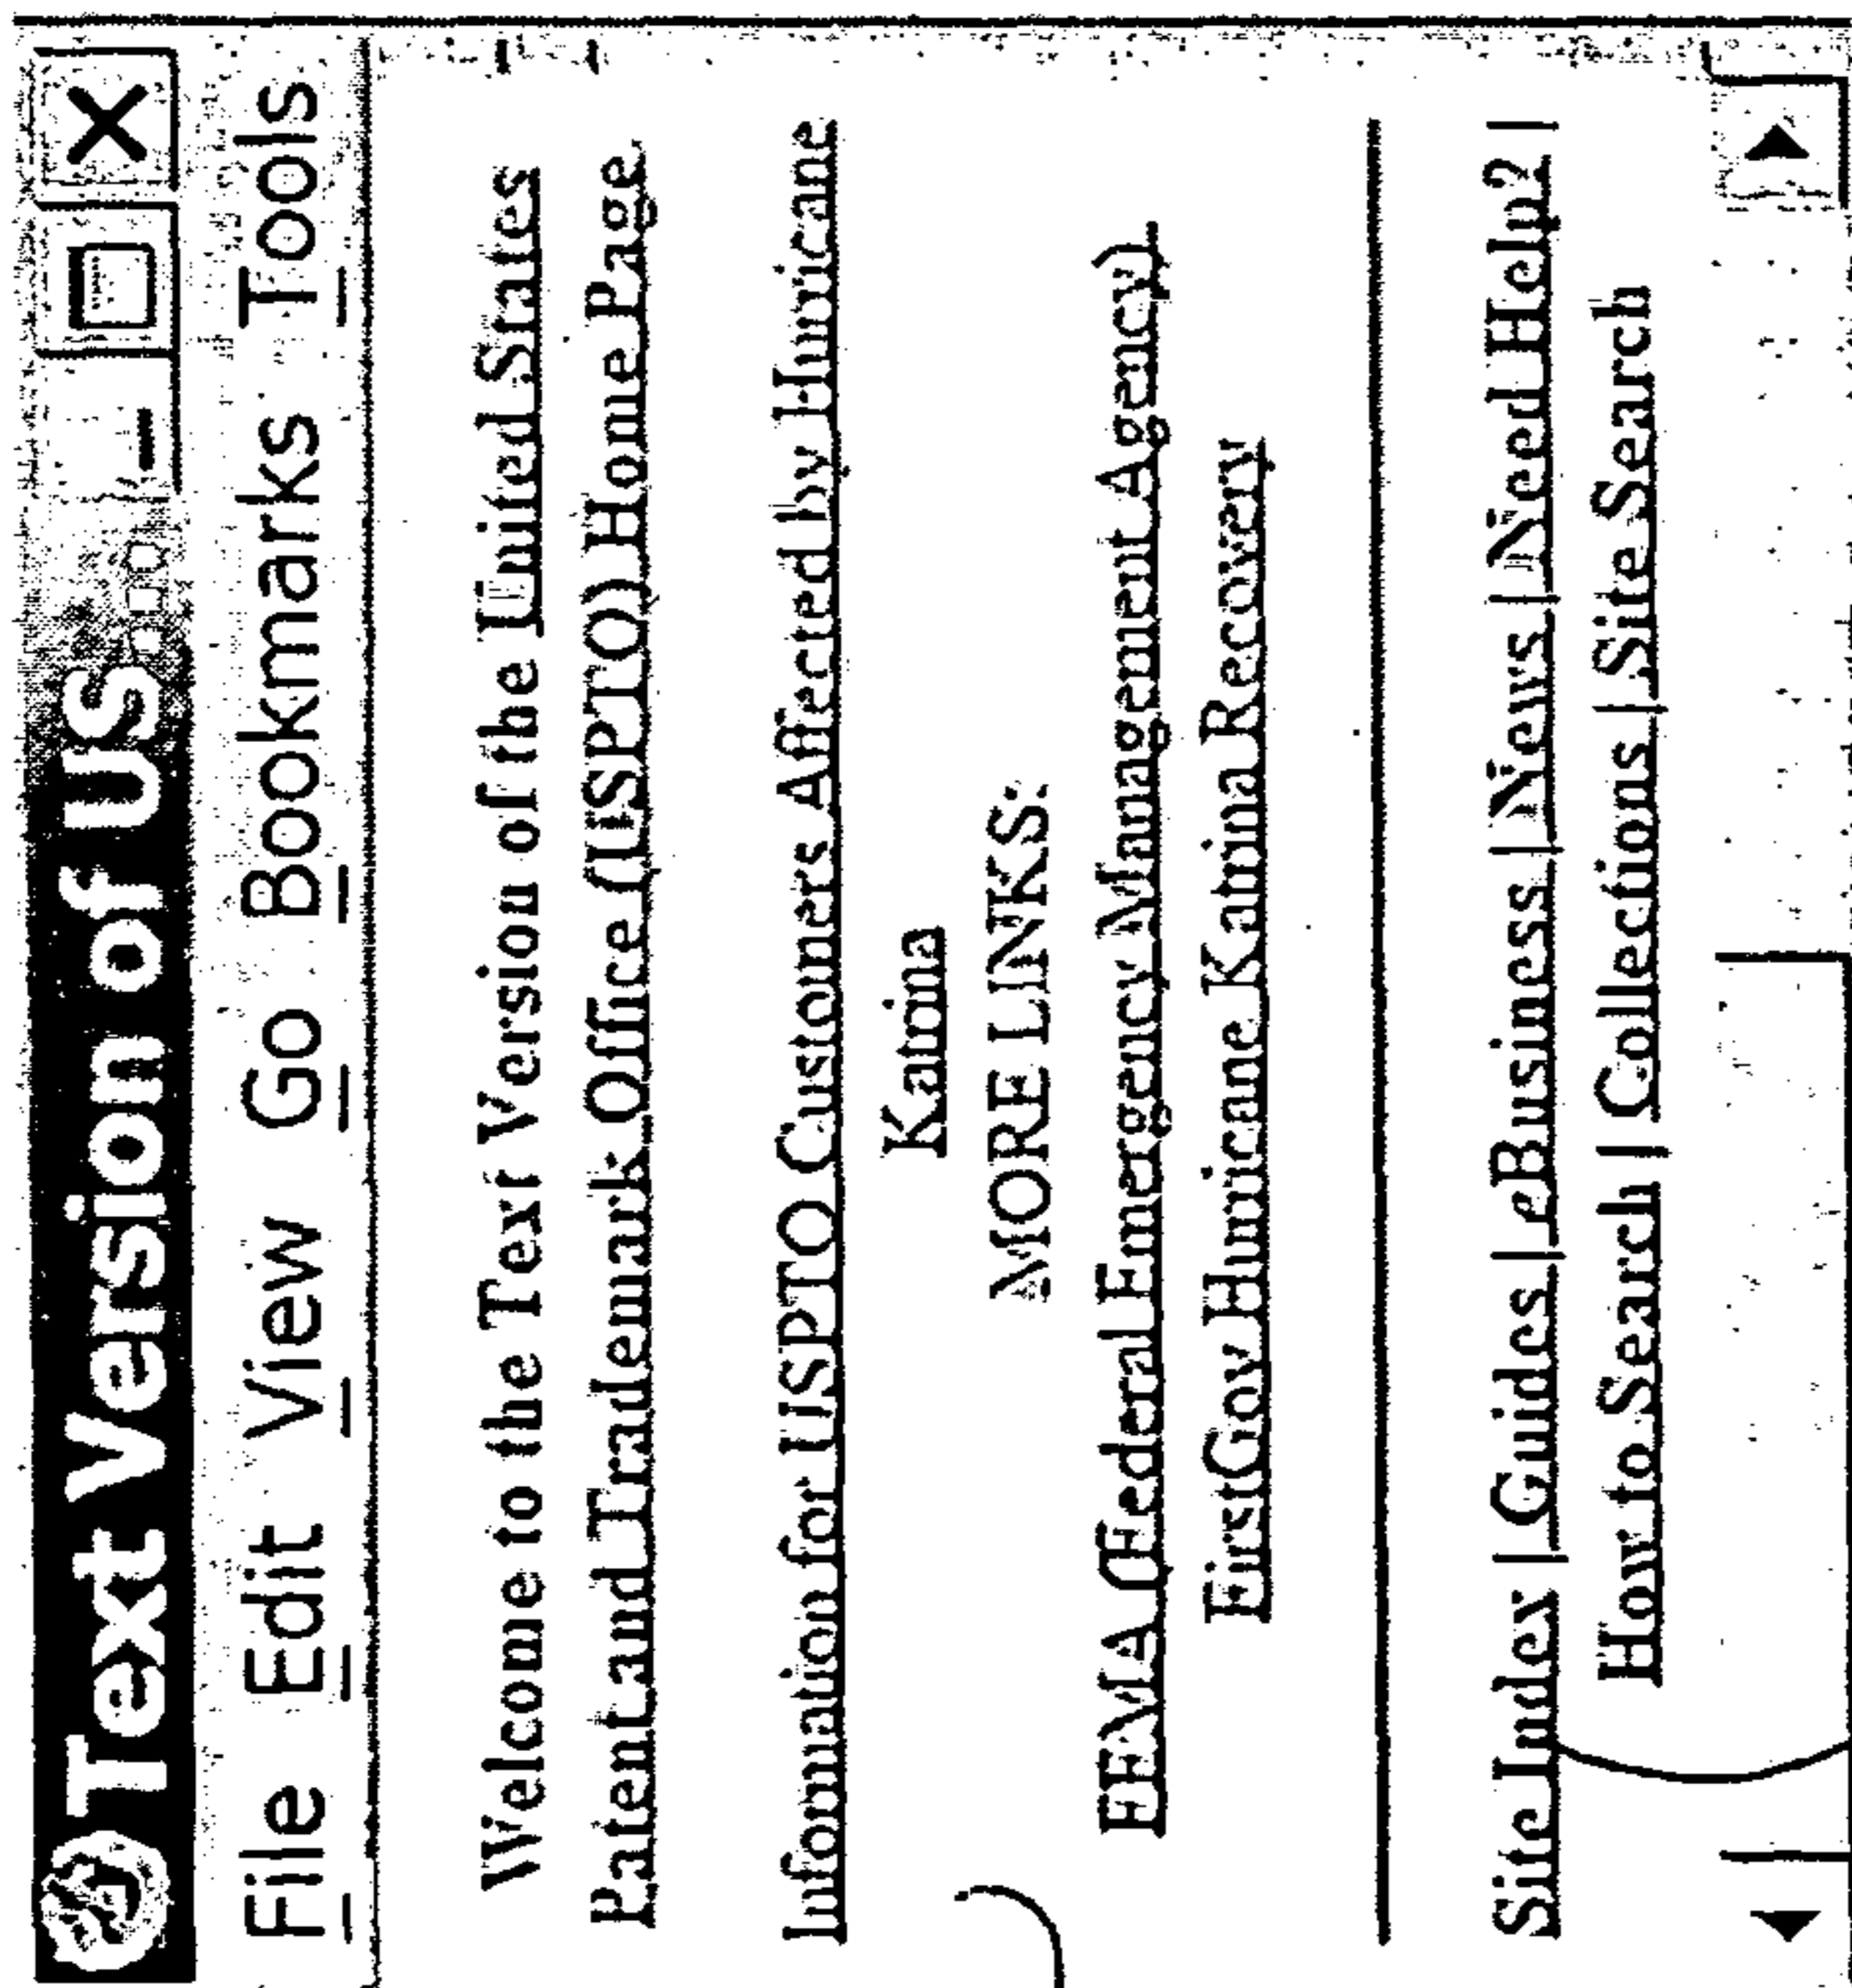 Text Version of US
File Edit View Go Bookmarks Tools
Welcome to the Text Version of the United States
Patent and Trademark Office (USPTO) Home Page
Information for USPTO Customers Affected by Hurricane
Katrina
MORE LINKS:
FEMA (Federal Emergency Management Agency)
FirstGov Hurricane Katrina Recovery
Site Index | Guides | eBusiness | News | Need Help? |
How to Search | Collections | Site Search